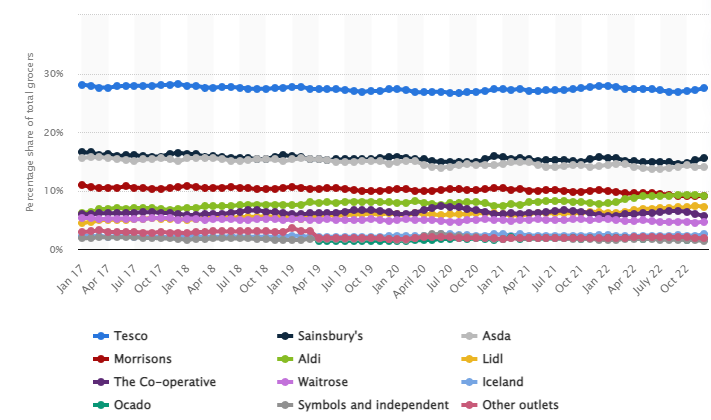 Percentage share of total grocers
30%
20%
10%
0%
Jan 17
Apr 17
Jul 17
Oct 17
Jan 18
Apr 18
Jul 18
Oct 18
Jan 19
Apr 19
Jul 19
Oct 19
Jan 20
April 20
Jul 20
Oct 20
Jan 21
Apr 21
Jul 21
Oct 21
Jan 22
Apr 22
July 22
Oct 22
Tesco Sainsbury's Asda
Morrisons Aldi Lidl
The Co-operative Waitrose Iceland
Ocado Symbols and independent Other outlets